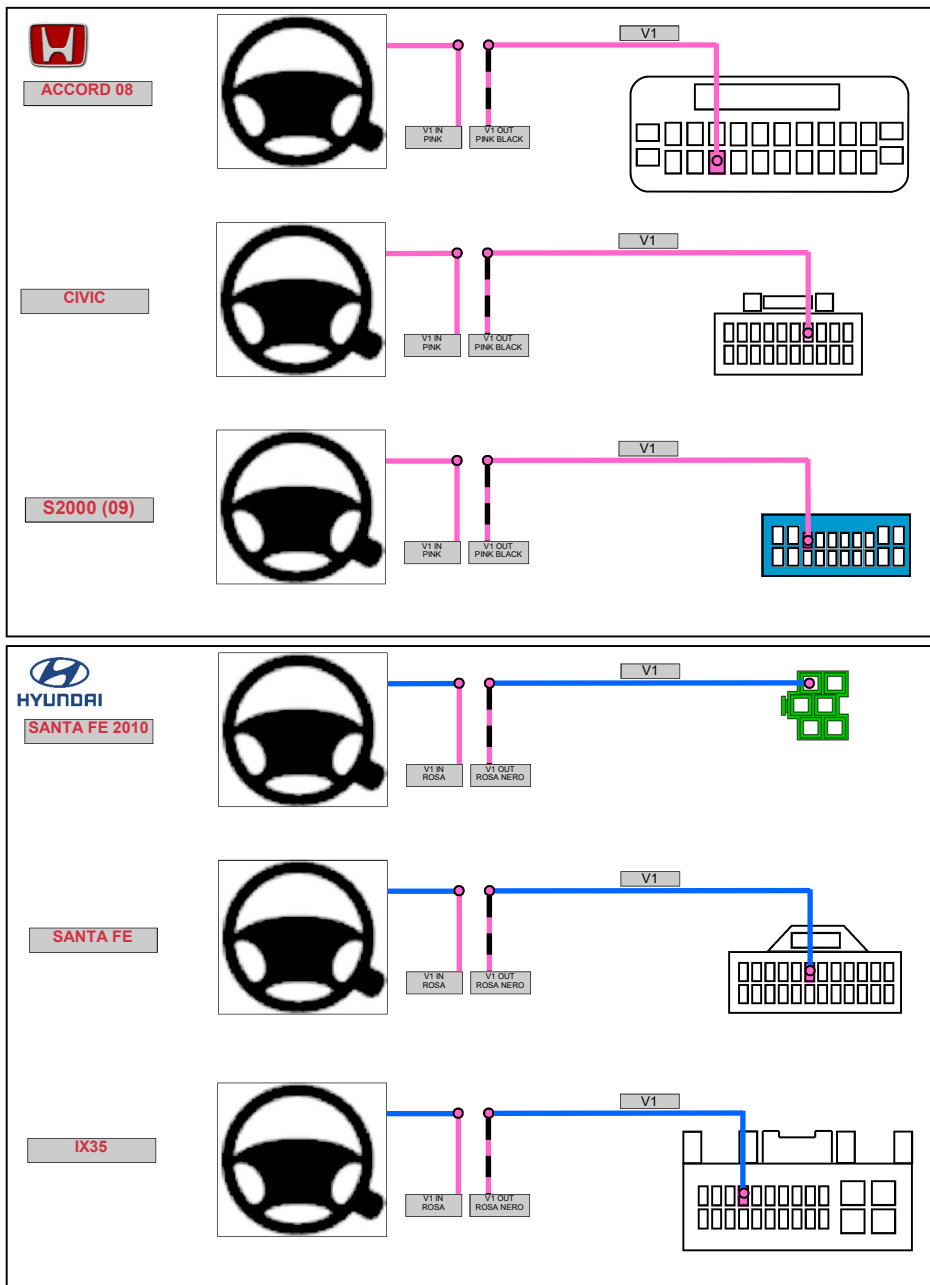 V1
ACCORD 08
V1 IN
PINK
V1 OUT
PINK BLACK
V1
CIVIC
V1 IN
PINK
V1 OUT
PINK BLACK
V1
S2000 (09)
V1 IN
PINK
V1 OUT
PINK BLACK
HYUNDAI
V1
SANTA FE 2010
V1 IN
ROSA
V1 OUT
ROSA NERO
V1
SANTA FE
V1 IN
ROSA
V1 OUT
ROSA NERO
V1
IX35
V1 IN
ROSA
V1 OUT
ROSA NERO